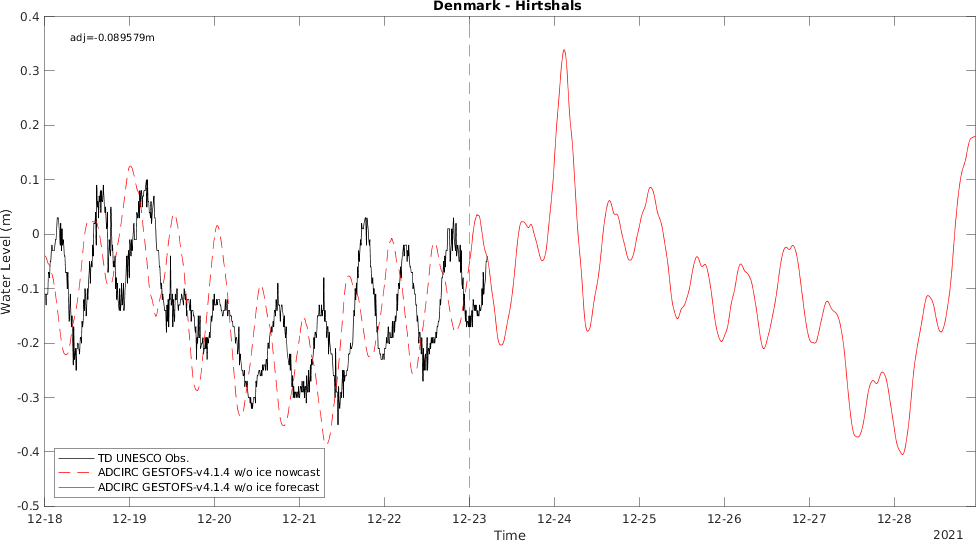 Denmark - Hirtshals
adj=-0.089579m
0.4
0.3
0.2
0.1
0
-0.1
-0.2
-0.3
-0.4
-0.5
Water Level (m)
TD UNESCO Obs.
ADCIRC GESTOFS-v4.1.4 w/o ice nowcast
ADCIRC GESTOFS-v4.1.4 w/o ice forecast
12-18 12-19 12-20 12-21 12-22 12-23 12-24 12-25 12-26 12-27 12-28
Time
2021